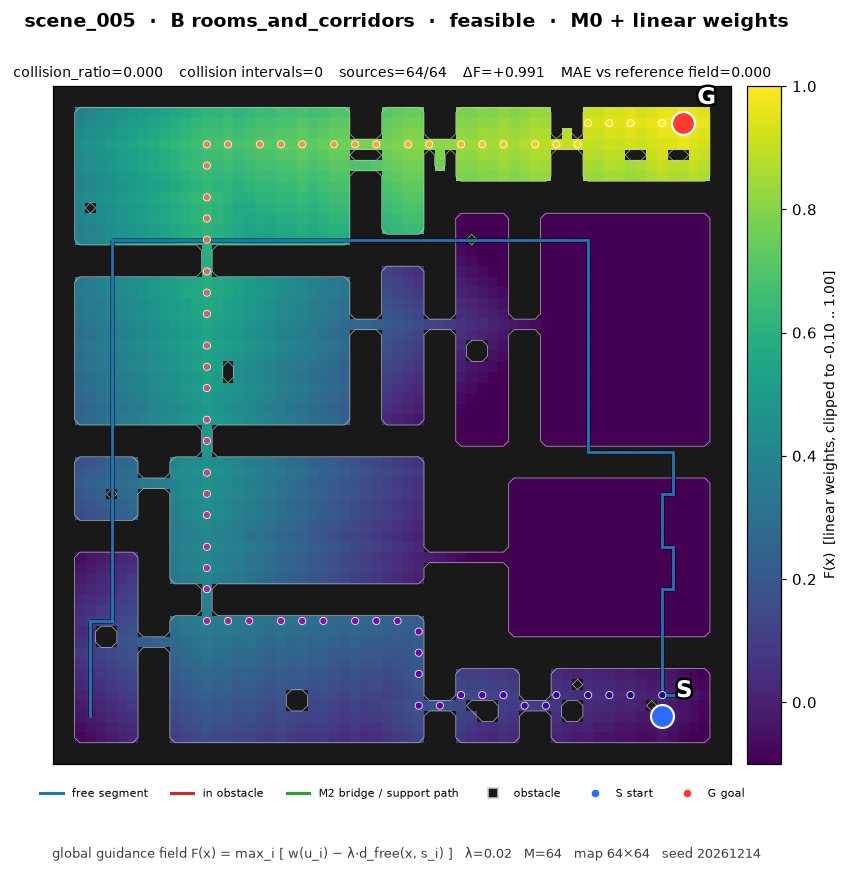 scene_005  ·  B rooms_and_corridors  ·  feasible  ·  M0 + linear weights
collision_ratio=0.000    collision intervals=0    sources=64/64    ΔF=+0.991    MAE vs reference field=0.000
G
S
1.0
0.8
0.6
0.4
0.2
0.0
F(x)  [linear weights, clipped to -0.10 .. 1.00]
free segment    in obstacle    M2 bridge / support path    obstacle    S start    G goal
global guidance field F(x) = max_i [ w(u_i) − λ·d_free(x, s_i) ]   λ=0.02   M=64   map 64×64   seed 20261214